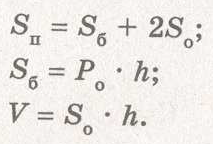 Sп = Sб + 2Sо;
Sб = Pо · h;
V = Sо · h.